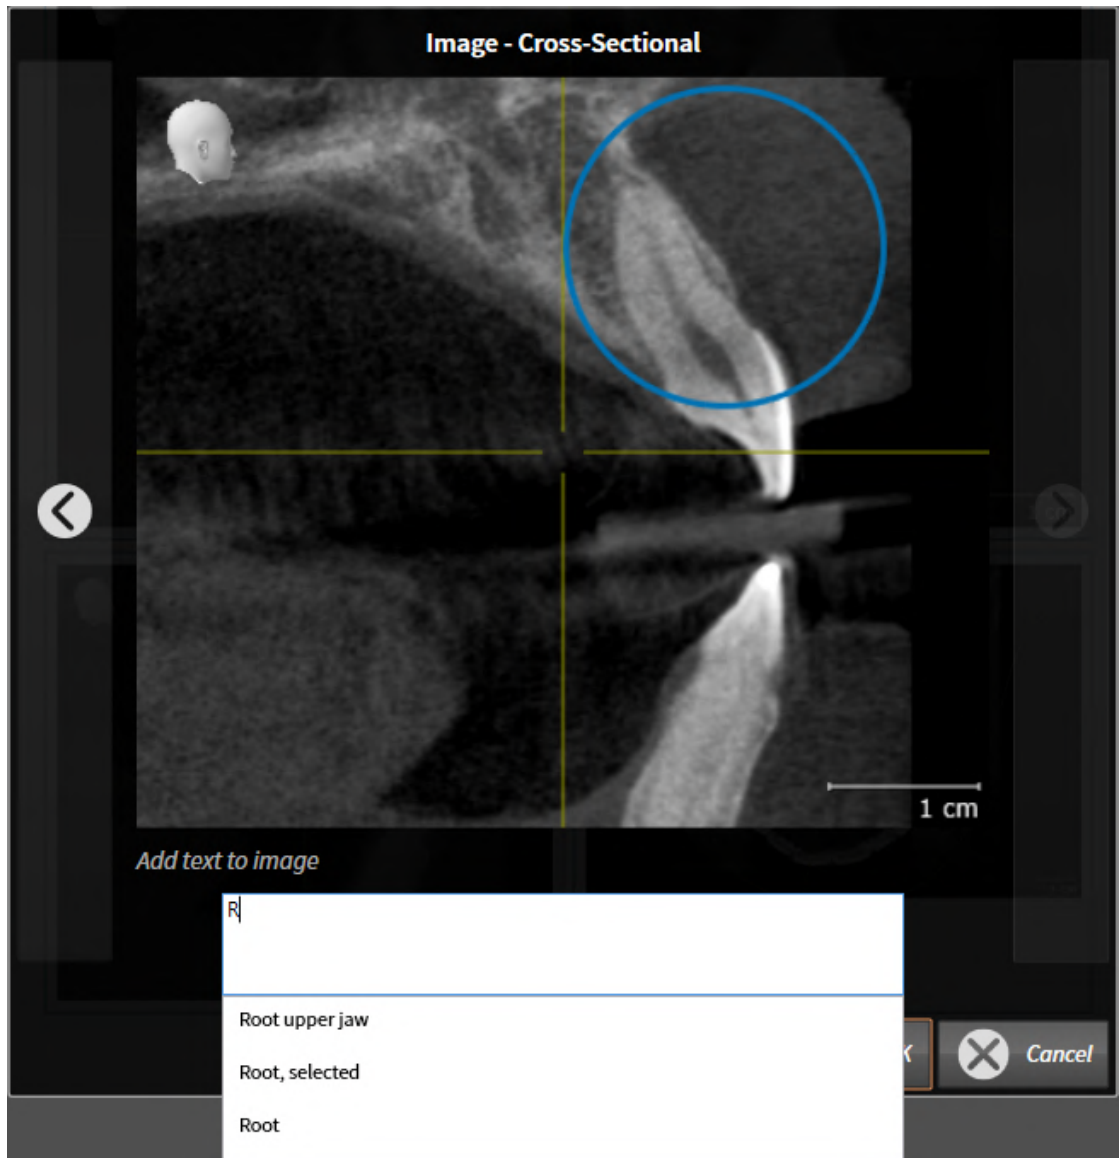 Image - Cross-Sectional
1 cm
Add text to image
R
Root upper jaw
Root, selected
Root
K
Cancel